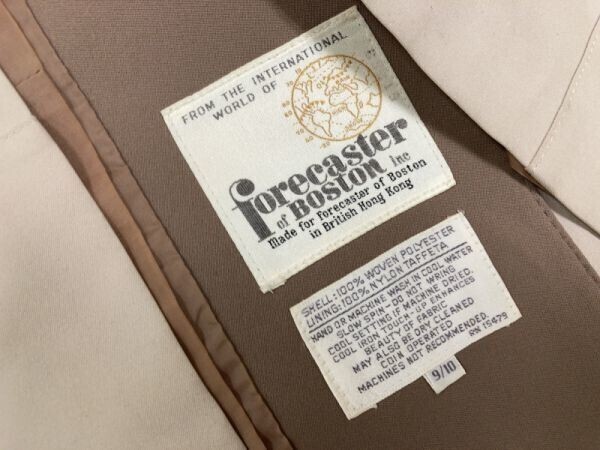 FROM THE INTERNATIONAL
WORLD OF
forecaster
of BOSTON Inc
Made for Forecaster of Boston
in British Hong Kong
SHELL:100% WOVEN POLYESTER
LINING:100% NYLON TAFFETA
HAND OR MACHINE WASH IN COOL WATER
SLOW SPIN-DO NOT WRING
COOL SETTING IF MACHINE DRIED.
COOL IRON TOUCH-UP ENHANCES
BEAUTY OF FABRIC
MAY ALSO BE DRY CLEANED
COIN OPERATED
MACHINES NOT RECOMMENDED.
RN 15479
9/10